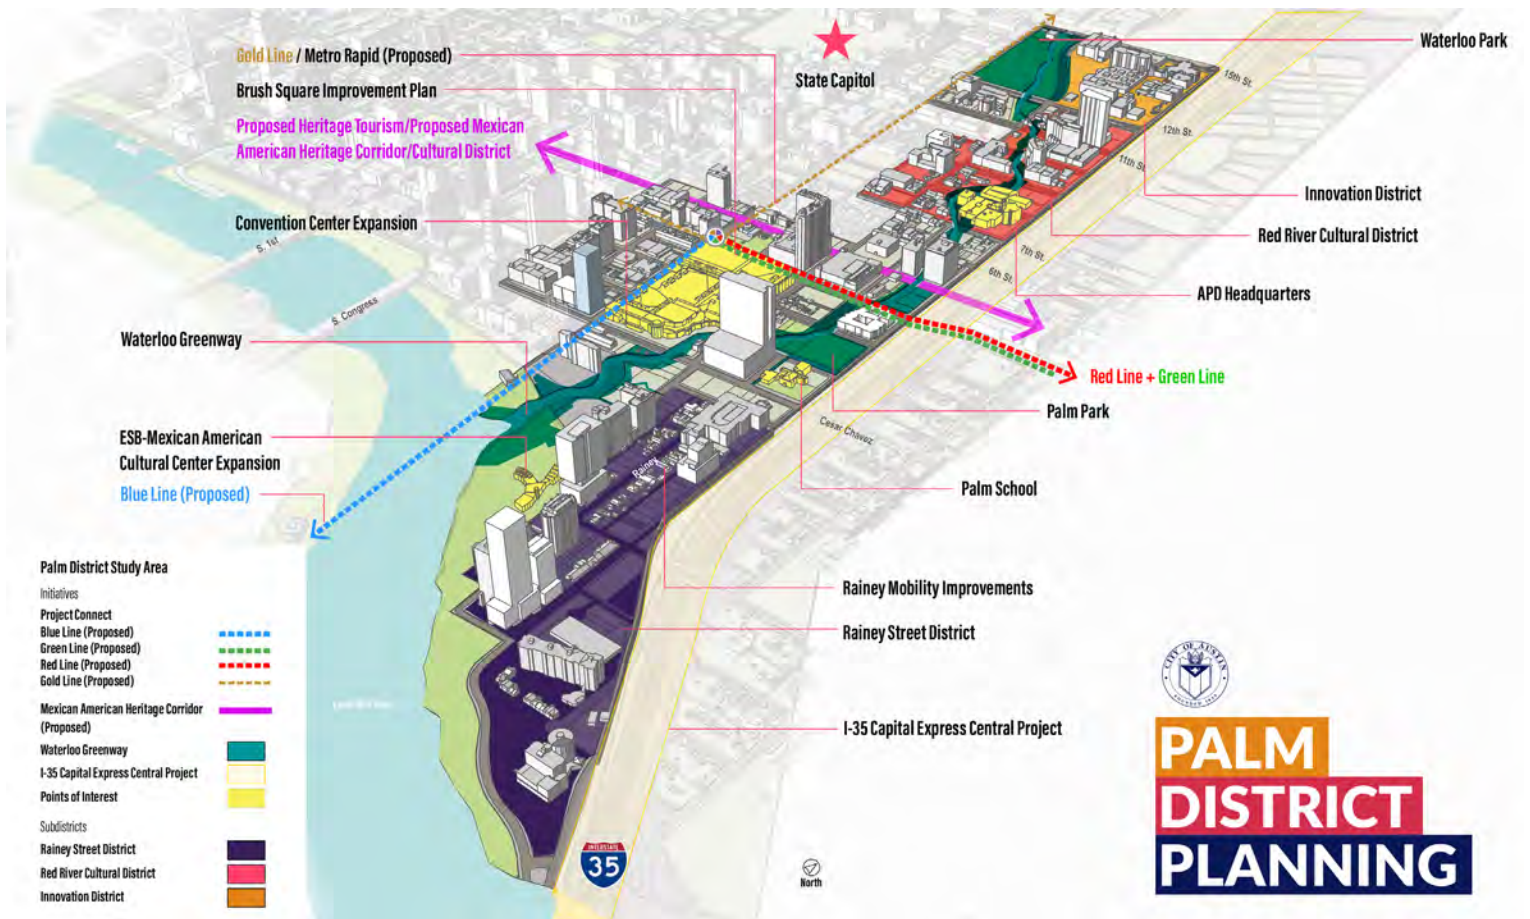 Gold Line / Metro Rapid (Proposed)
Brush Square Improvement Plan
Proposed Heritage Tourism/Proposed Mexican
American Heritage Corridor/Cultural District
Convention Center Expansion
Waterloo Greenway
ESB-Mexican American
Cultural Center Expansion
Blue Line (Proposed)
State Capitol
Waterloo Park
Innovation District
Red River Cultural District
APD Headquarters
Red Line + Green Line
Palm Park
Palm School
Rainey Mobility Improvements
Rainey Street District
I-35 Capital Express Central Project
15th St.
12th St.
11th St.
7th St.
6th St.
Cesar Chavez
S. 1st
S. Congress
Rainey
Palm District Study Area
Initiatives
Project Connect
Blue Line (Proposed)
Green Line (Proposed)
Red Line (Proposed)
Gold Line (Proposed)
Mexican American Heritage Corridor
(Proposed)
Waterloo Greenway
I-35 Capital Express Central Project
Points of Interest
Subdistricts
Rainey Street District
Red River Cultural District
Innovation District
INTERSTATE
35
North
CITY OF AUSTIN
FOUNDED 1839
PALM
DISTRICT
PLANNING